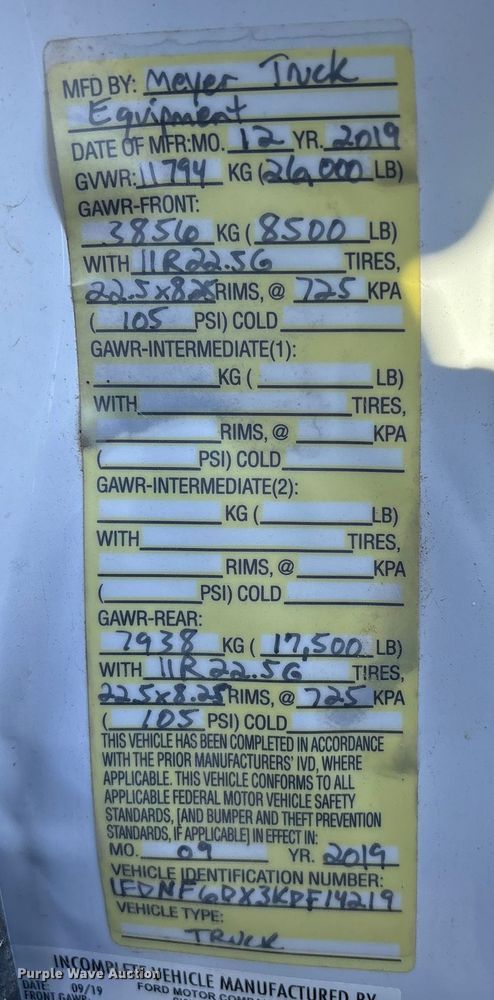 MFD BY: Meyer Truck
Equipment
DATE OF MFR:MO. 12 YR. 2019
GVWR: 11794 KG (26,000 LB)
GAWR-FRONT:
3856 KG ( 8500 LB)
WITH 11R22.5G TIRES,
22.5x8.25 RIMS, @ 725 KPA
( 105 PSI) COLD
GAWR-INTERMEDIATE(1):
KG ( LB)
WITH TIRES,
RIMS, @ KPA
( PSI) COLD
GAWR-INTERMEDIATE(2):
KG ( LB)
WITH TIRES,
RIMS, @ KPA
( PSI) COLD
GAWR-REAR:
7938 KG ( 17,500 LB)
WITH 11R22.5G TIRES,
22.5x8.25 RIMS, @ 725 KPA
( 105 PSI) COLD
THIS VEHICLE HAS BEEN COMPLETED IN ACCORDANCE
WITH THE PRIOR MANUFACTURERS' IVD, WHERE
APPLICABLE. THIS VEHICLE CONFORMS TO ALL
APPLICABLE FEDERAL MOTOR VEHICLE SAFETY
STANDARDS, [AND BUMPER AND THEFT PREVENTION
STANDARDS, IF APPLICABLE] IN EFFECT IN:
MO. 09 YR. 2019
VEHICLE IDENTIFICATION NUMBER:
1FDNF6DX3KDF14219
VEHICLE TYPE:
TRUCK
INCOMPLETE VEHICLE MANUFACTURED BY
Purple Wave Auction
DATE: 09/19 FORD MOTOR
FRONT GAWR: